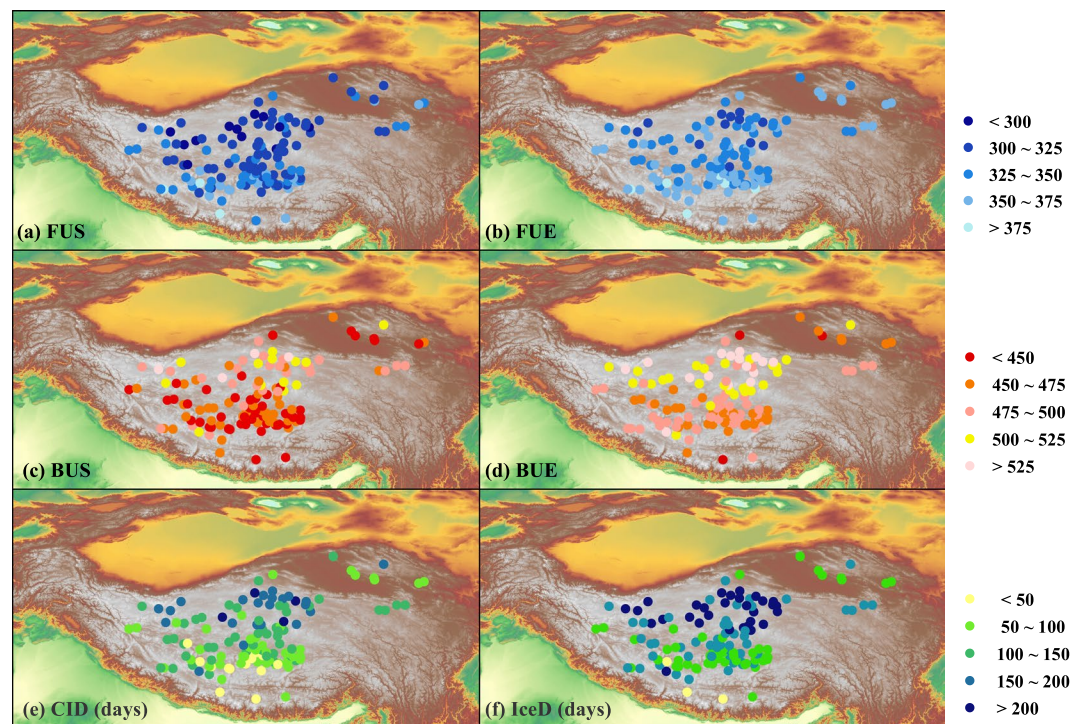 (a) FUS
(b) FUE
< 300
300 ~ 325
325 ~ 350
350 ~ 375
> 375
(c) BUS
(d) BUE
< 450
450 ~ 475
475 ~ 500
500 ~ 525
> 525
(e) CID (days)
(f) IceD (days)
< 50
50 ~ 100
100 ~ 150
150 ~ 200
> 200